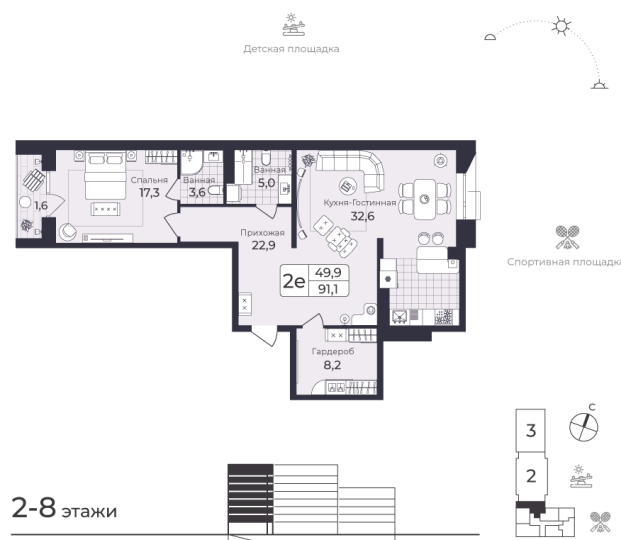 Детская площадка
Спальня
17,3
Ванная
3,6
Ванная
5,0
1,6
Кухня-Гостинная
32,6
Прихожая
22,9
2е
49,9
91,1
Спортивная площадка
Гардероб
8,2
С
3
2
2-8 этажи